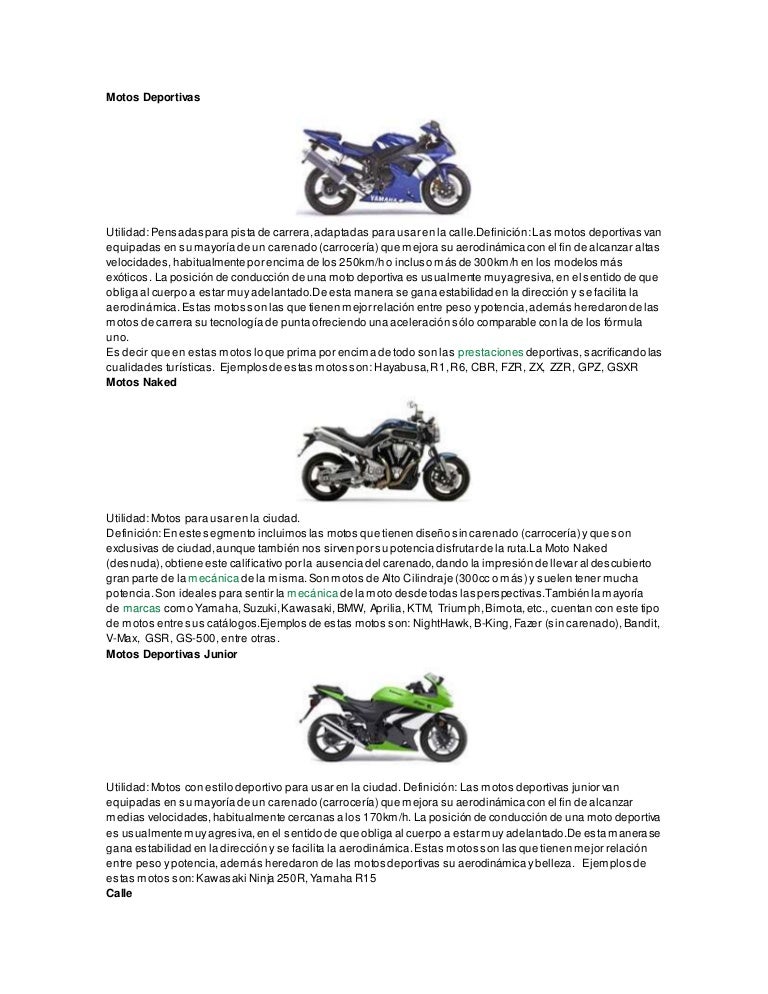 Motos Deportivas
YAMAHA
Utilidad: Pensadas para pista de carrera, adaptadas para usar en la calle.Definición: Las motos deportivas van
equipadas en su mayoría de un carenado (carrocería) que mejora su aerodinámica con el fin de alcanzar altas
velocidades, habitualmente por encima de los 250km/h o incluso más de 300km/h en los modelos más
exóticos. La posición de conducción de una moto deportiva es usualmente muy agresiva, en el sentido de que
obliga al cuerpo a estar muy adelantado.De esta manera se gana estabilidad en la dirección y se facilita la
aerodinámica. Estas motos son las que tienen mejor relación entre peso y potencia, además heredaron de las
motos de carrera su tecnología de punta ofreciendo una aceleración sólo comparable con la de los fórmula
uno.
Es decir que en estas motos lo que prima por encima de todo son las prestaciones deportivas, sacrificando las
cualidades turísticas. Ejemplos de estas motos son: Hayabusa, R1, R6, CBR, FZR, ZX, ZZR, GPZ, GSXR
Motos Naked
Utilidad: Motos para usar en la ciudad.
Definición: En este segmento incluimos las motos que tienen diseño sin carenado (carrocería) y que son
exclusivas de ciudad, aunque también nos sirven por su potencia disfrutar de la ruta.La Moto Naked
(desnuda), obtiene este calificativo por la ausencia del carenado, dando la impresión de llevar al descubierto
gran parte de la mecánica de la misma. Son motos de Alto Cilindraje (300cc o más) y suelen tener mucha
potencia. Son ideales para sentir la mecánica de la moto desde todas las perspectivas.También la mayoría
de marcas como Yamaha, Suzuki, Kawasaki, BMW, Aprilia, KTM, Triumph, Bimota, etc., cuentan con este tipo
de motos entre sus catálogos.Ejemplos de estas motos son: NightHawk, B-King, Fazer (sin carenado), Bandit,
V-Max, GSR, GS-500, entre otras.
Motos Deportivas Junior
Utilidad: Motos con estilo deportivo para usar en la ciudad. Definición: Las motos deportivas junior van
equipadas en su mayoría de un carenado (carrocería) que mejora su aerodinámica con el fin de alcanzar
medias velocidades, habitualmente cercanas a los 170km/h. La posición de conducción de una moto deportiva
es usualmente muy agresiva, en el sentido de que obliga al cuerpo a estar muy adelantado.De esta manera se
gana estabilidad en la dirección y se facilita la aerodinámica. Estas motos son las que tienen mejor relación
entre peso y potencia, además heredaron de las motos deportivas su aerodinámica y belleza. Ejemplos de
estas motos son: Kawasaki Ninja 250R, Yamaha R15
Calle